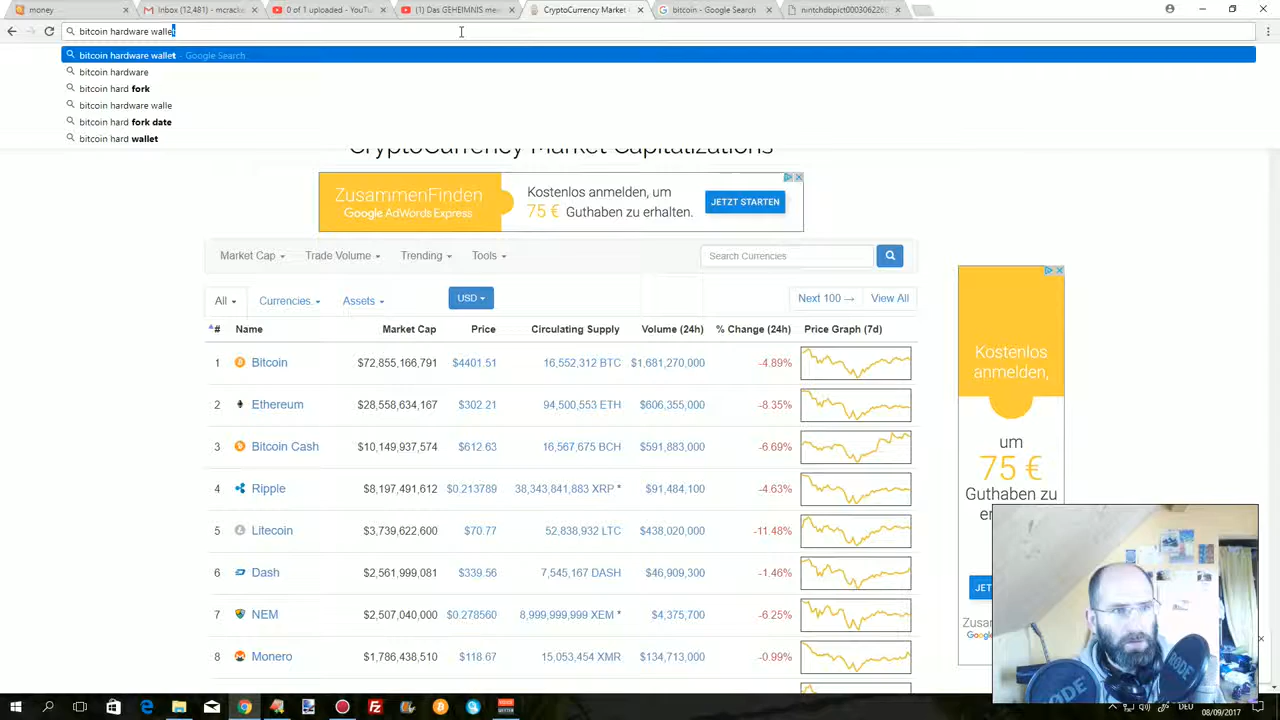 money
Inbox (12,481) - mcracke
0 of 1 uploaded - YouTu
(1) Das GEHEIMNIS me
CryptoCurrency Market
bitcoin - Google Search
bitcoin hardware wallet
bitcoin hardware wallet - Google Search
bitcoin hardware
bitcoin hard fork
bitcoin hardware walle
bitcoin hard fork date
bitcoin hard wallet
CryptoCurrency Market Capitalizations
ZusammenFinden
Google AdWords Express
Kostenlos anmelden, um
75 € Guthaben zu erhalten.
JETZT STARTEN
Market Cap
Trade Volume
Trending
Tools
Search Currencies
All
Currencies
Assets
USD
Next 100 →
View All
# Name Market Cap Price Circulating Supply Volume (24h) % Change (24h) Price Graph (7d)
1 Bitcoin $72,855,166,791 $4401.51 16,552,312 BTC $1,681,270,000 -4.89%
2 Ethereum $28,558,634,167 $302.21 94,500,553 ETH $606,355,000 -8.35%
3 Bitcoin Cash $10,149,937,574 $612.63 16,567,675 BCH $591,883,000 -6.69%
4 Ripple $8,197,491,612 $0.213789 38,343,841,883 XRP * $91,484,100 -4.63%
5 Litecoin $3,739,622,600 $70.77 52,838,932 LTC $438,020,000 -11.48%
6 Dash $2,561,999,081 $339.56 7,545,167 DASH $46,909,300 -1.46%
7 NEM $2,507,040,000 $0.278560 8,999,999,999 XEM * $4,375,700 -6.25%
8 Monero $1,786,438,510 $118.67 15,053,454 XMR $134,713,000 -0.99%
Kostenlos
anmelden,
um
75 €
Guthaben zu
JET
Zusa
Goog
RODE
RODE
DEU
08/09/2017